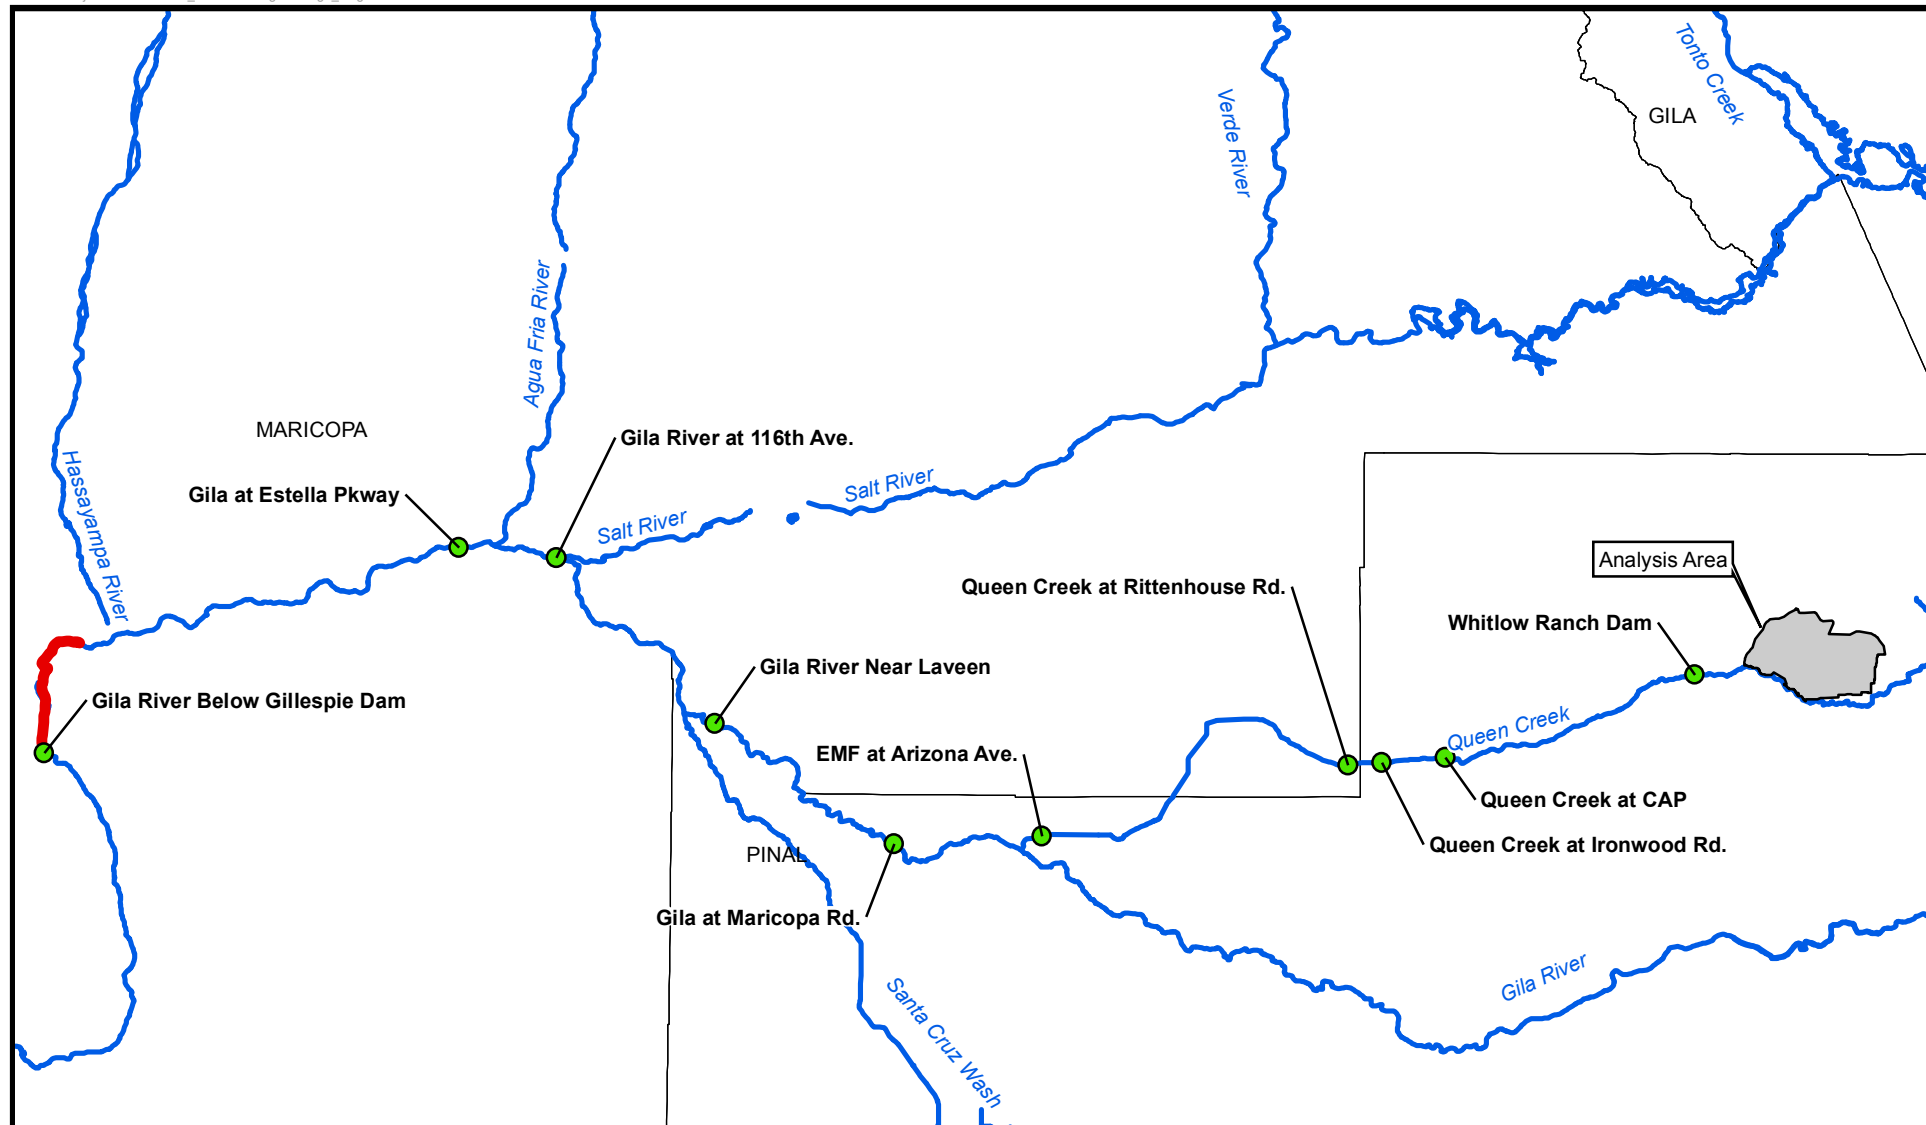 Tonto Creek
GILA
Verde River
Agua Fria River
MARICOPA
Gila River at 116th Ave.
Hassayampa River
Gila at Estella Pkway
Salt River
Salt River
Analysis Area
Queen Creek at Rittenhouse Rd.
Whitlow Ranch Dam
Gila River Near Laveen
Gila River Below Gillespie Dam
Queen Creek
EMF at Arizona Ave.
Queen Creek at CAP
Queen Creek at Ironwood Rd.
PINAL
Gila at Maricopa Rd.
Gila River
Santa Cruz Wash